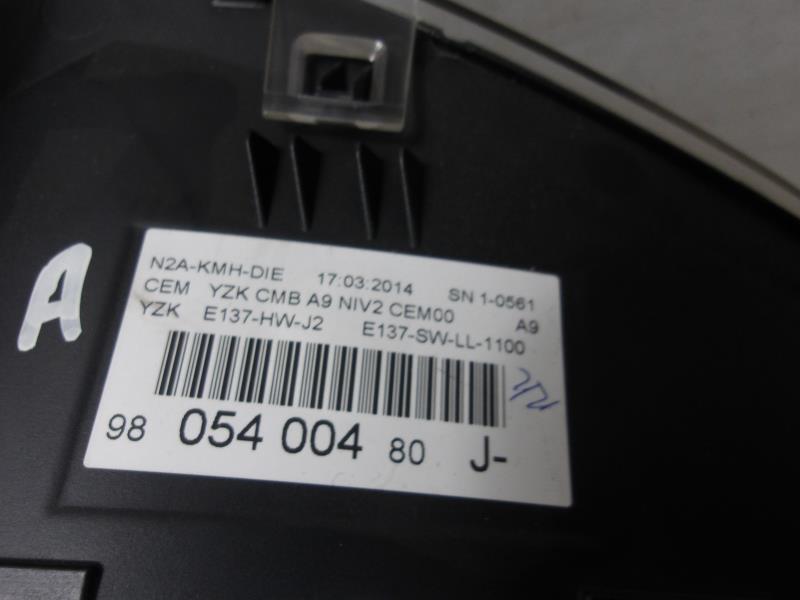 A
N2A-KMH-DIE 17:03:2014 SN 1-0561
CEM YZK CMB A9 NIV2 CEM00 A9
YZK E137-HW-J2 E137-SW-LL-1100
98 054 004 80 J-